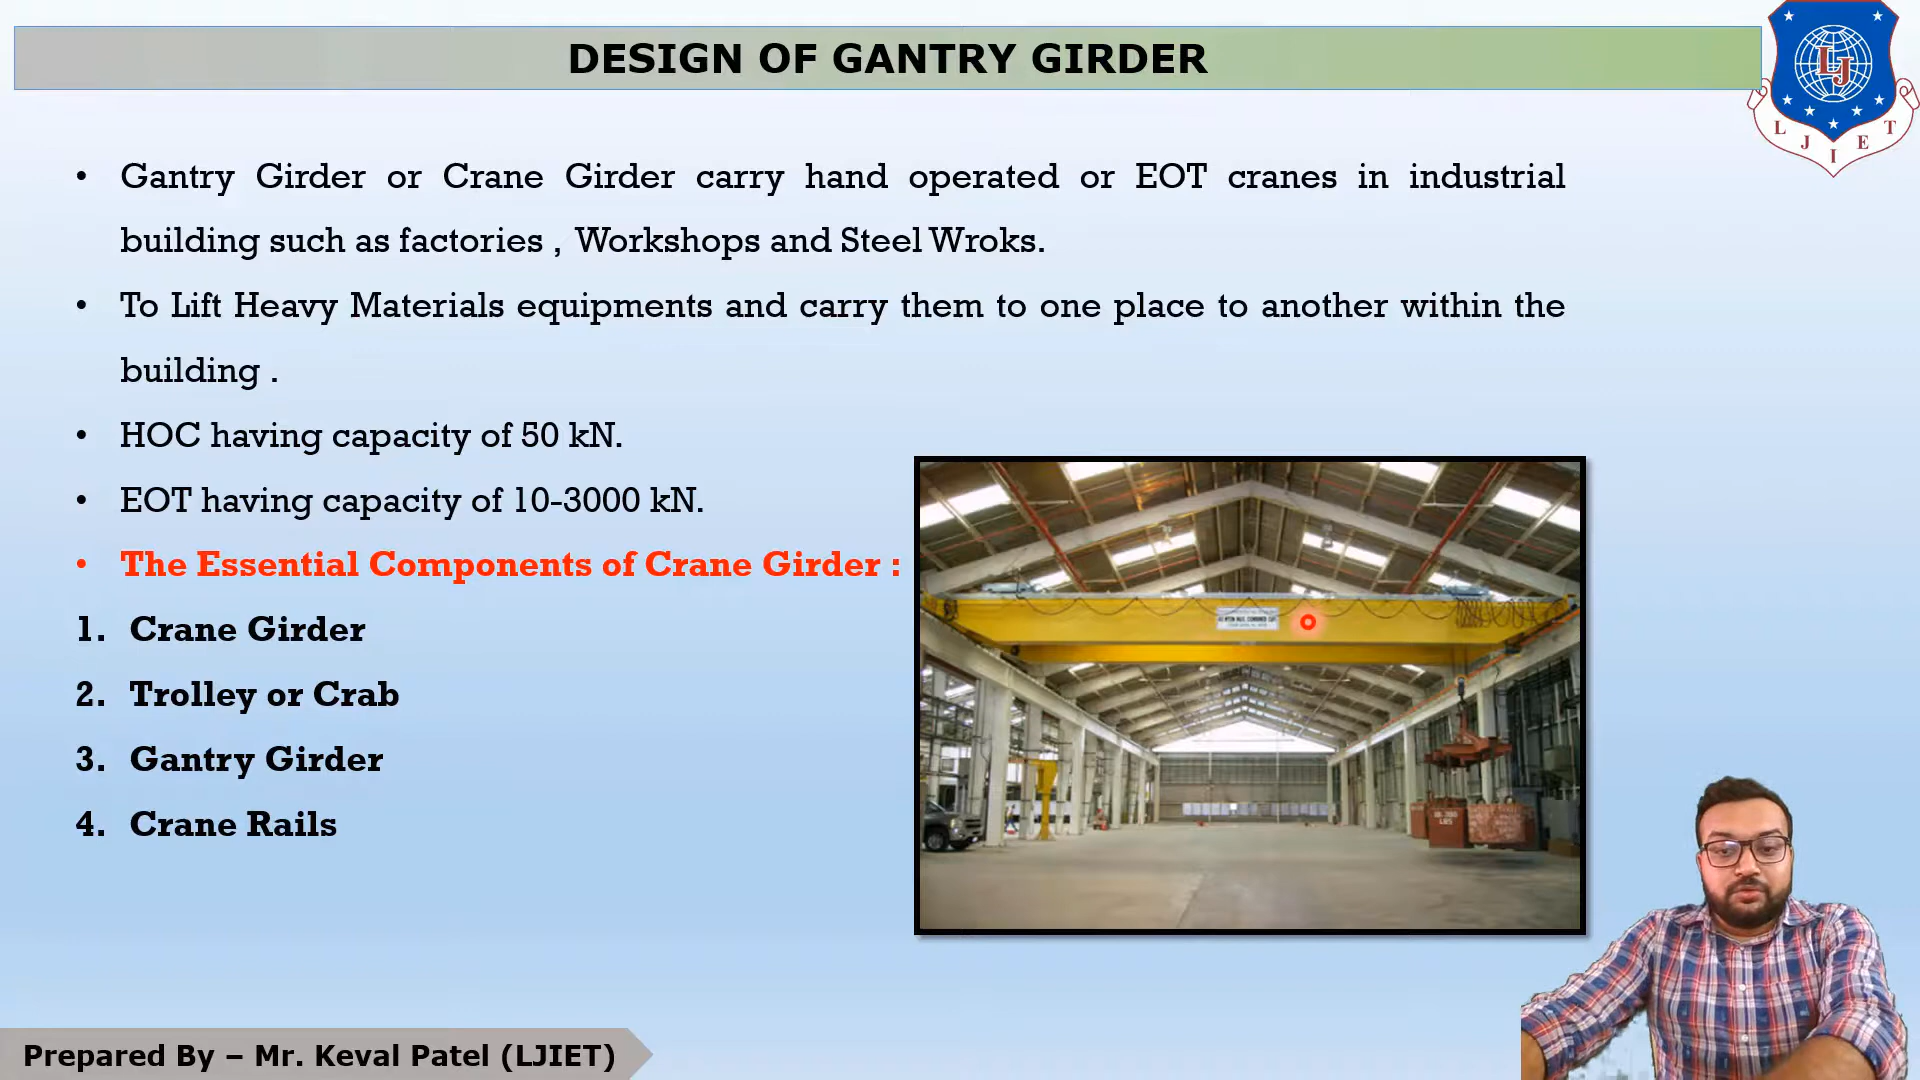 DESIGN OF GANTRY GIRDER
LJ
L J I E T
• Gantry Girder or Crane Girder carry hand operated or EOT cranes in industrial
building such as factories , Workshops and Steel Wroks.
• To Lift Heavy Materials equipments and carry them to one place to another within the
building .
• HOC having capacity of 50 kN.
• EOT having capacity of 10-3000 kN.
• The Essential Components of Crane Girder :
1. Crane Girder
2. Trolley or Crab
3. Gantry Girder
4. Crane Rails
Prepared By – Mr. Keval Patel (LJIET)